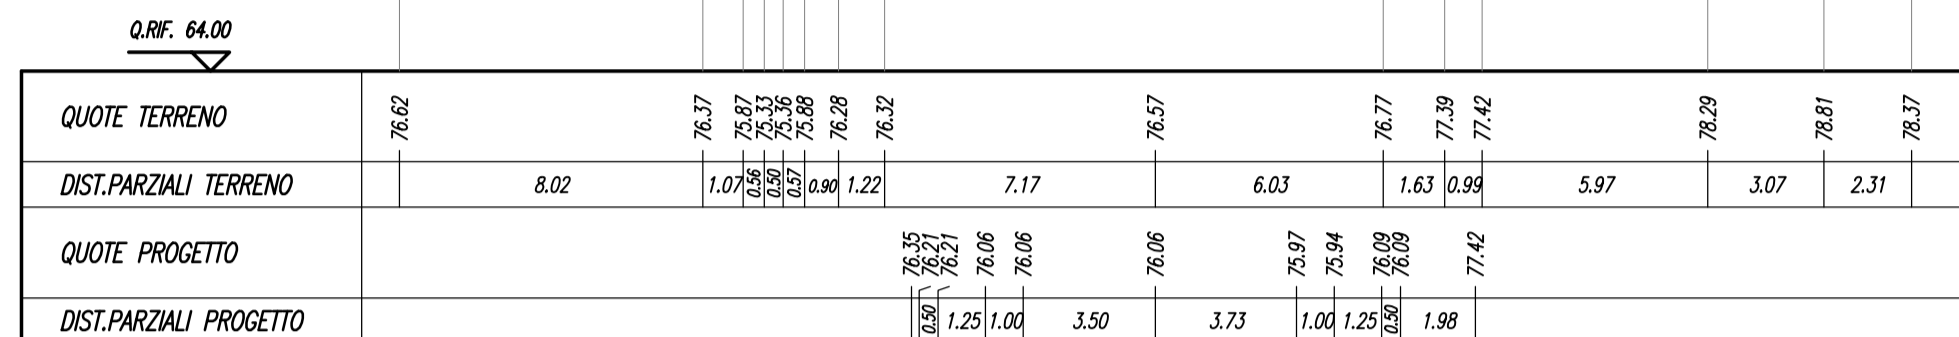 Q.RIF. 64.00
QUOTE TERRENO 76.62 76.37 75.87 75.33 75.36 75.88 76.28 76.32 76.57 76.77 77.39 77.42 78.29 78.81 78.37
DIST.PARZIALI TERRENO 8.02 1.07 0.56 0.50 0.57 0.90 1.22 7.17 6.03 1.63 0.99 5.97 3.07 2.31
QUOTE PROGETTO 76.35 76.21 76.21 76.06 76.06 76.06 75.97 75.94 76.09 76.09 77.42
DIST.PARZIALI PROGETTO 0.50 1.25 1.00 3.50 3.73 1.00 1.25 0.50 1.98